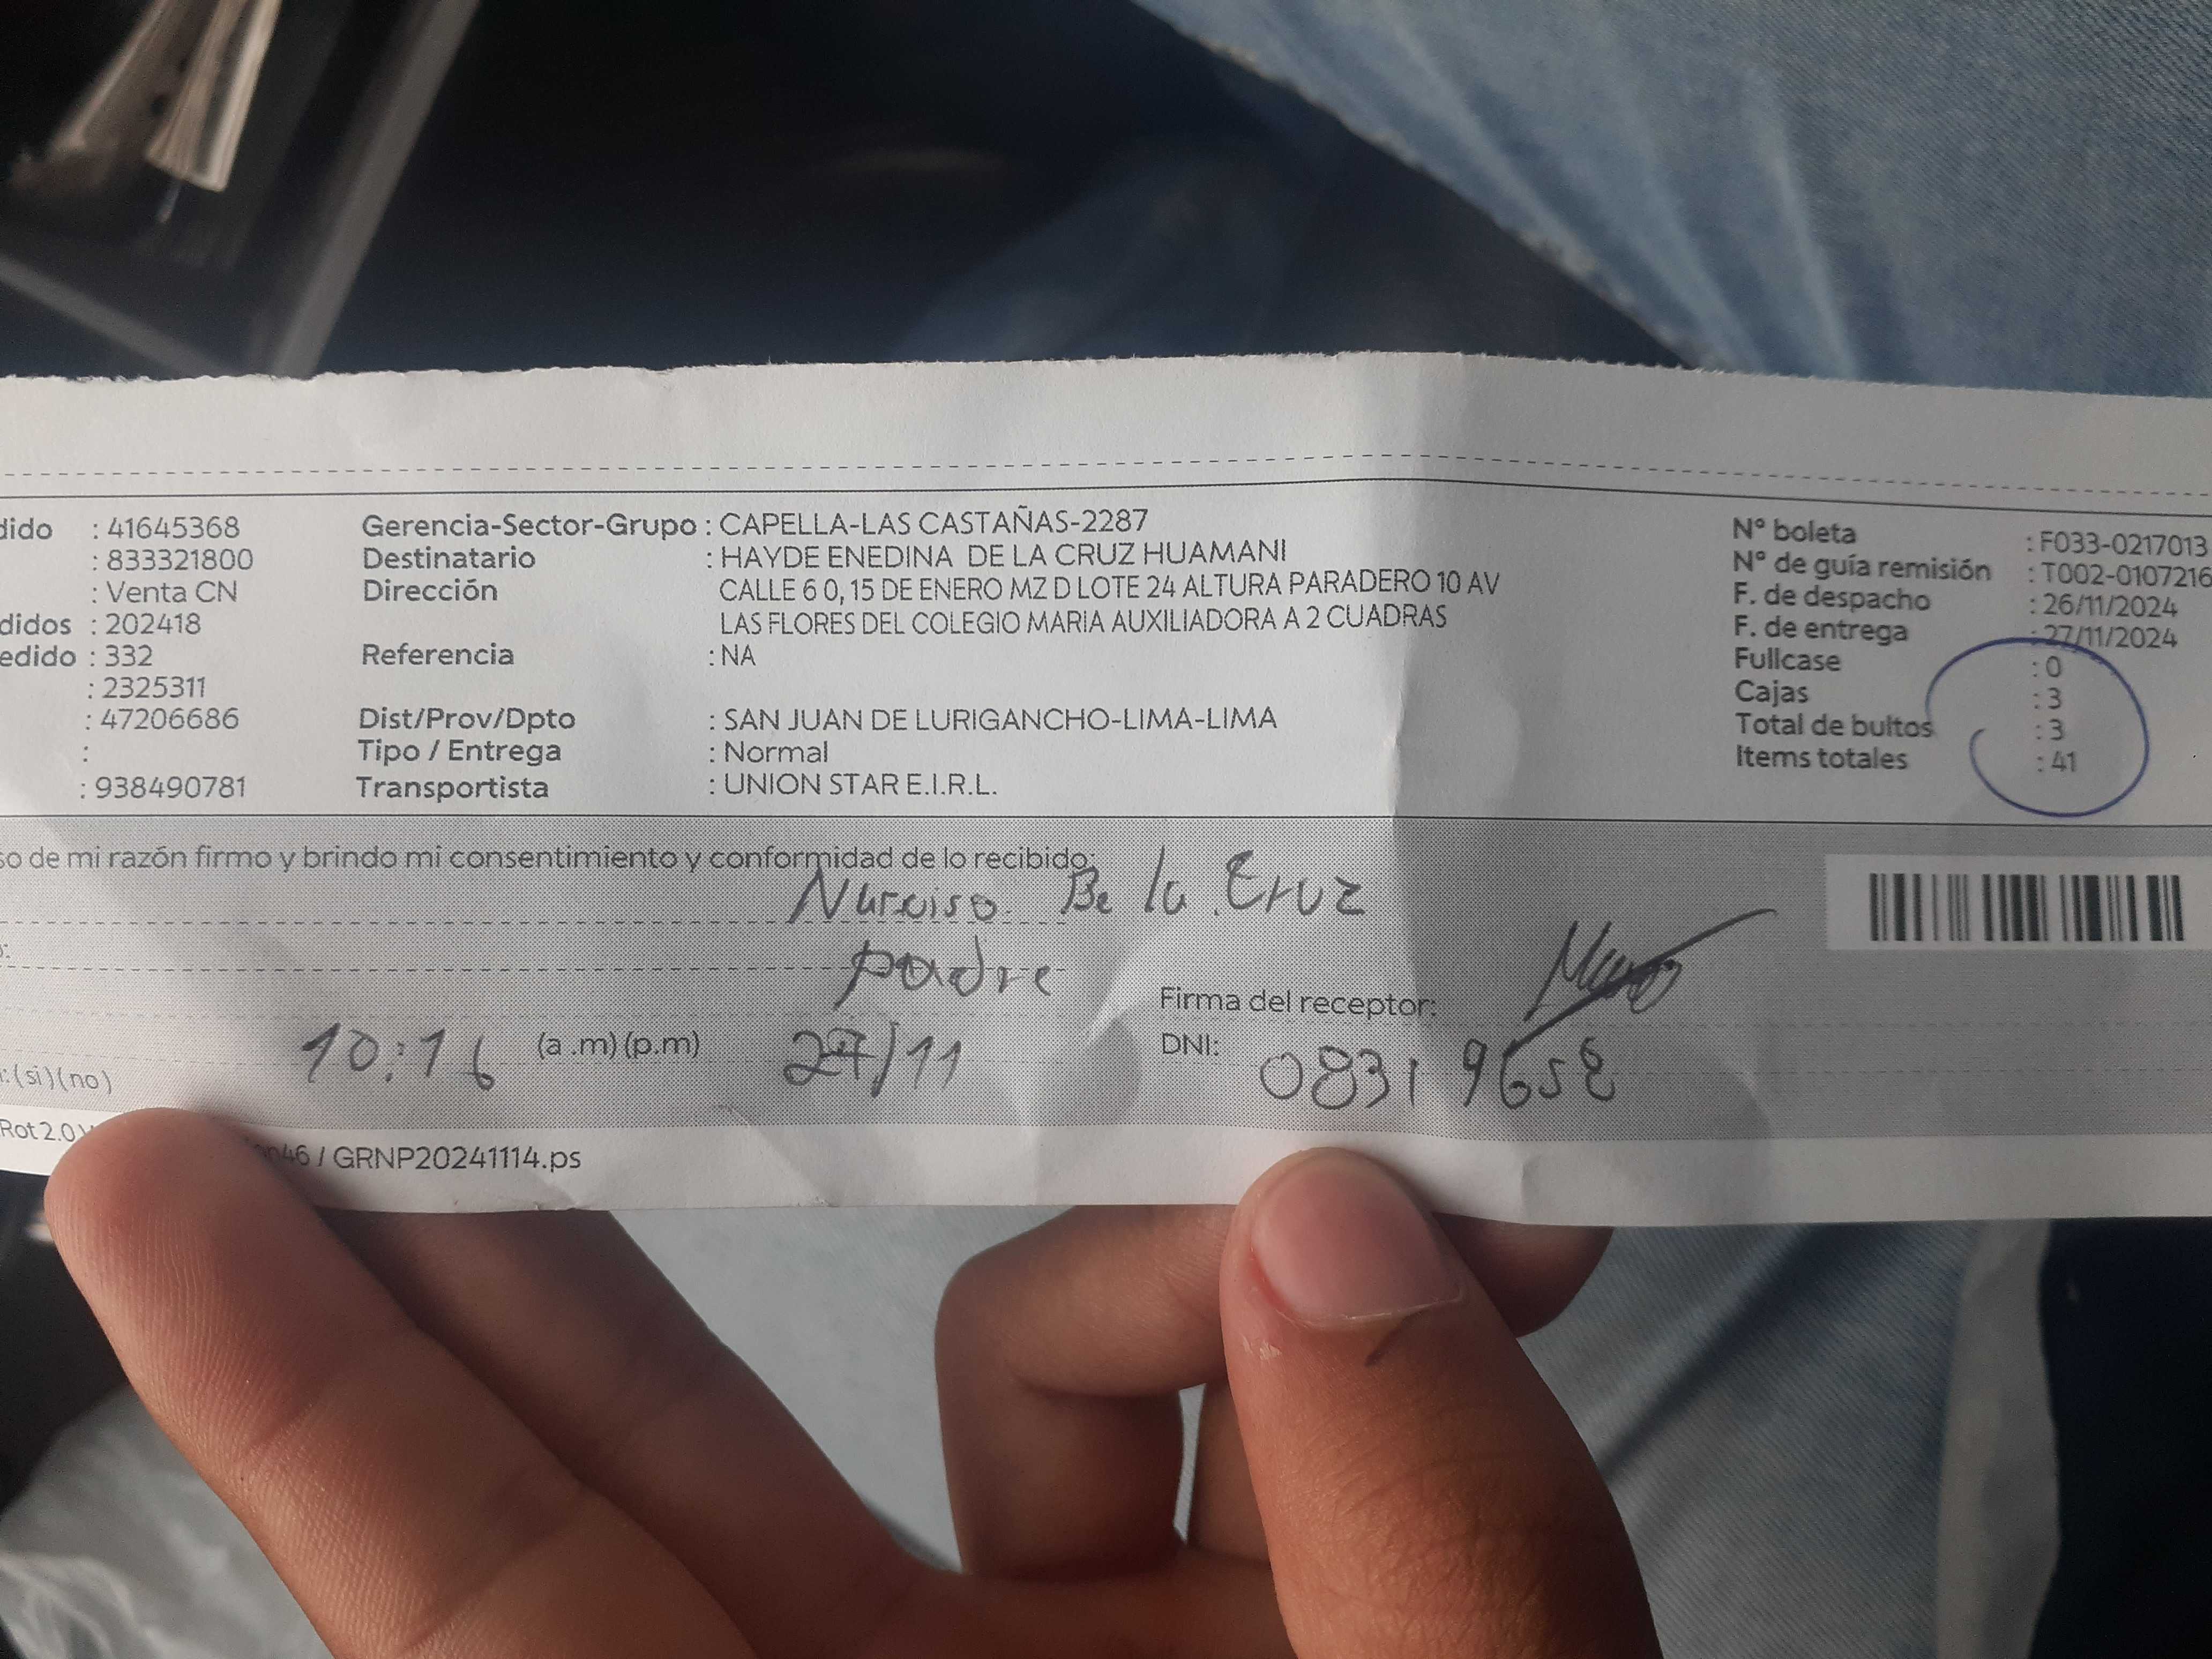 dido : 41645368 Gerencia-Sector-Grupo : CAPELLA-LAS CASTAÑAS-2287 N° boleta : F033-0217013
: 833321800 Destinatario : HAYDE ENEDINA DE LA CRUZ HUAMANI N° de guía remisión : T002-0107216
: Venta CN Dirección CALLE 6 0, 15 DE ENERO MZ D LOTE 24 ALTURA PARADERO 10 AV F. de despacho : 26/11/2024
didos : 202418 LAS FLORES DEL COLEGIO MARIA AUXILIADORA A 2 CUADRAS F. de entrega : 27/11/2024
edido : 332 Referencia : NA Fullcase : 0
: 2325311 Cajas : 3
: 47206686 Dist/Prov/Dpto : SAN JUAN DE LURIGANCHO-LIMA-LIMA Total de bultos : 3
: Tipo / Entrega : Normal Items totales : 41
: 938490781 Transportista : UNION STAR E.I.R.L.
so de mi razón firmo y brindo mi consentimiento y conformidad de lo recibido:
Narciso De la Cruz
o:
padre
Firma del receptor:
10:16 (a .m) (p.m) 27/11 DNI: 08319658
: (si) (no)
Rot 2.0 46 / GRNP20241114.ps